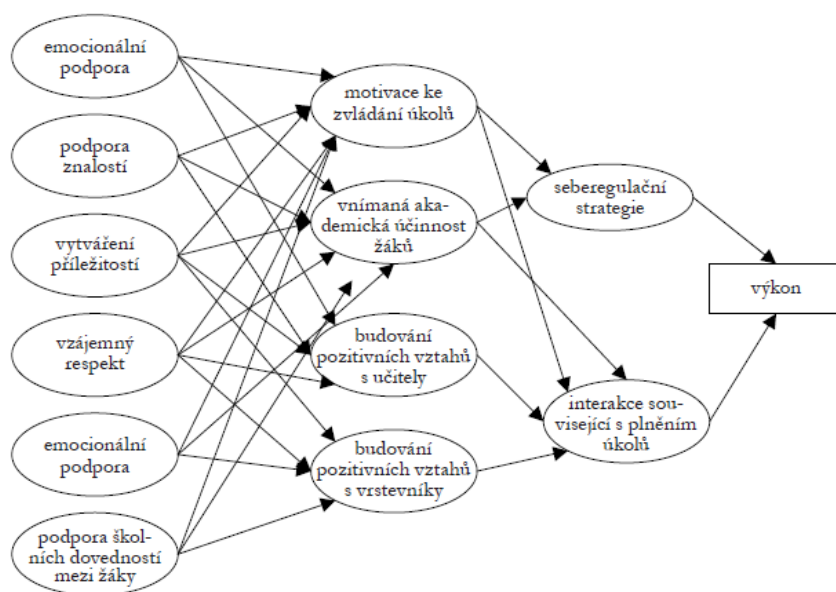 emocionální
podpora
podpora
znalostí
vytváření
příležitostí
vzájemný
respekt
emocionální
podpora
podpora škol-
ních dovedností
mezi žáky
motivace ke
zvládání úkolů
vnímaná aka-
demická účinnost
žáků
budování
pozitivních vztahů
s učitely
budování
pozitivních vztahů
s vrstevníky
seberegulační
strategie
interakce sou-
visející s plněním
úkolů
výkon